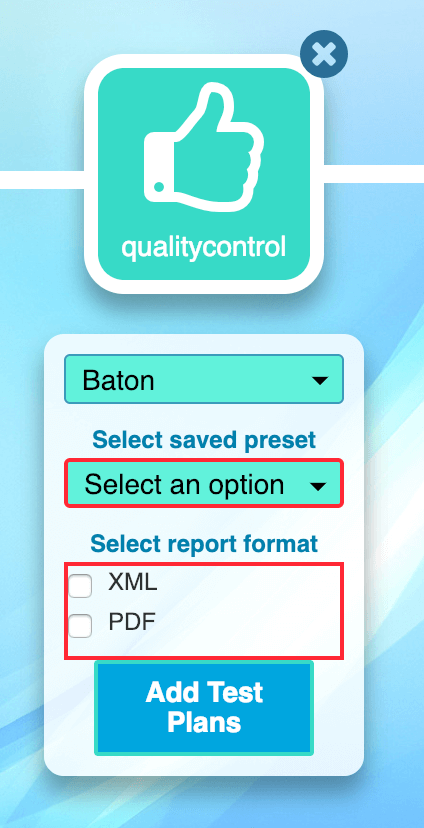 qualitycontrol
Baton
Select saved preset
Select an option
Select report format
XML
PDF
Add Test
Plans